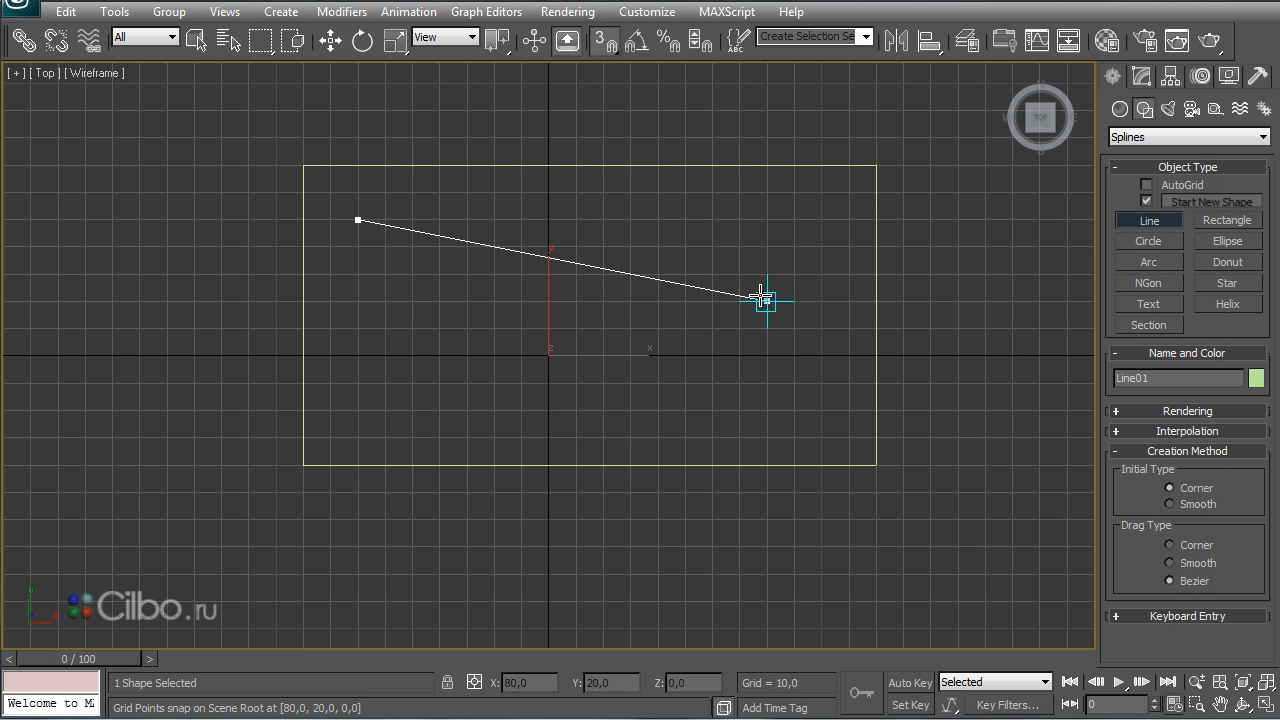 Edit Tools Group Views Create Modifiers Animation Graph Editors Rendering Customize MAXScript Help
All View 3 Create Selection Se
[ + ] [ Top ] [ Wireframe ]
TOP
Splines
- Object Type
AutoGrid
Start New Shape
Line Rectangle
Circle Ellipse
Arc Donut
NGon Star
Text Helix
Section
y
z x
- Name and Color
Line01
+ Rendering
+ Interpolation
- Creation Method
Initial Type
Corner
Smooth
Drag Type
Corner
Smooth
Bezier
+ Keyboard Entry
Cilbo.ru
< 0 / 100 >
1 Shape Selected X: 80,0 Y: 20,0 Z: 0,0 Grid = 10,0 Auto Key Selected
Welcome to M Grid Points snap on Scene Root at [80,0, 20,0, 0,0] Add Time Tag Set Key Key Filters... 0